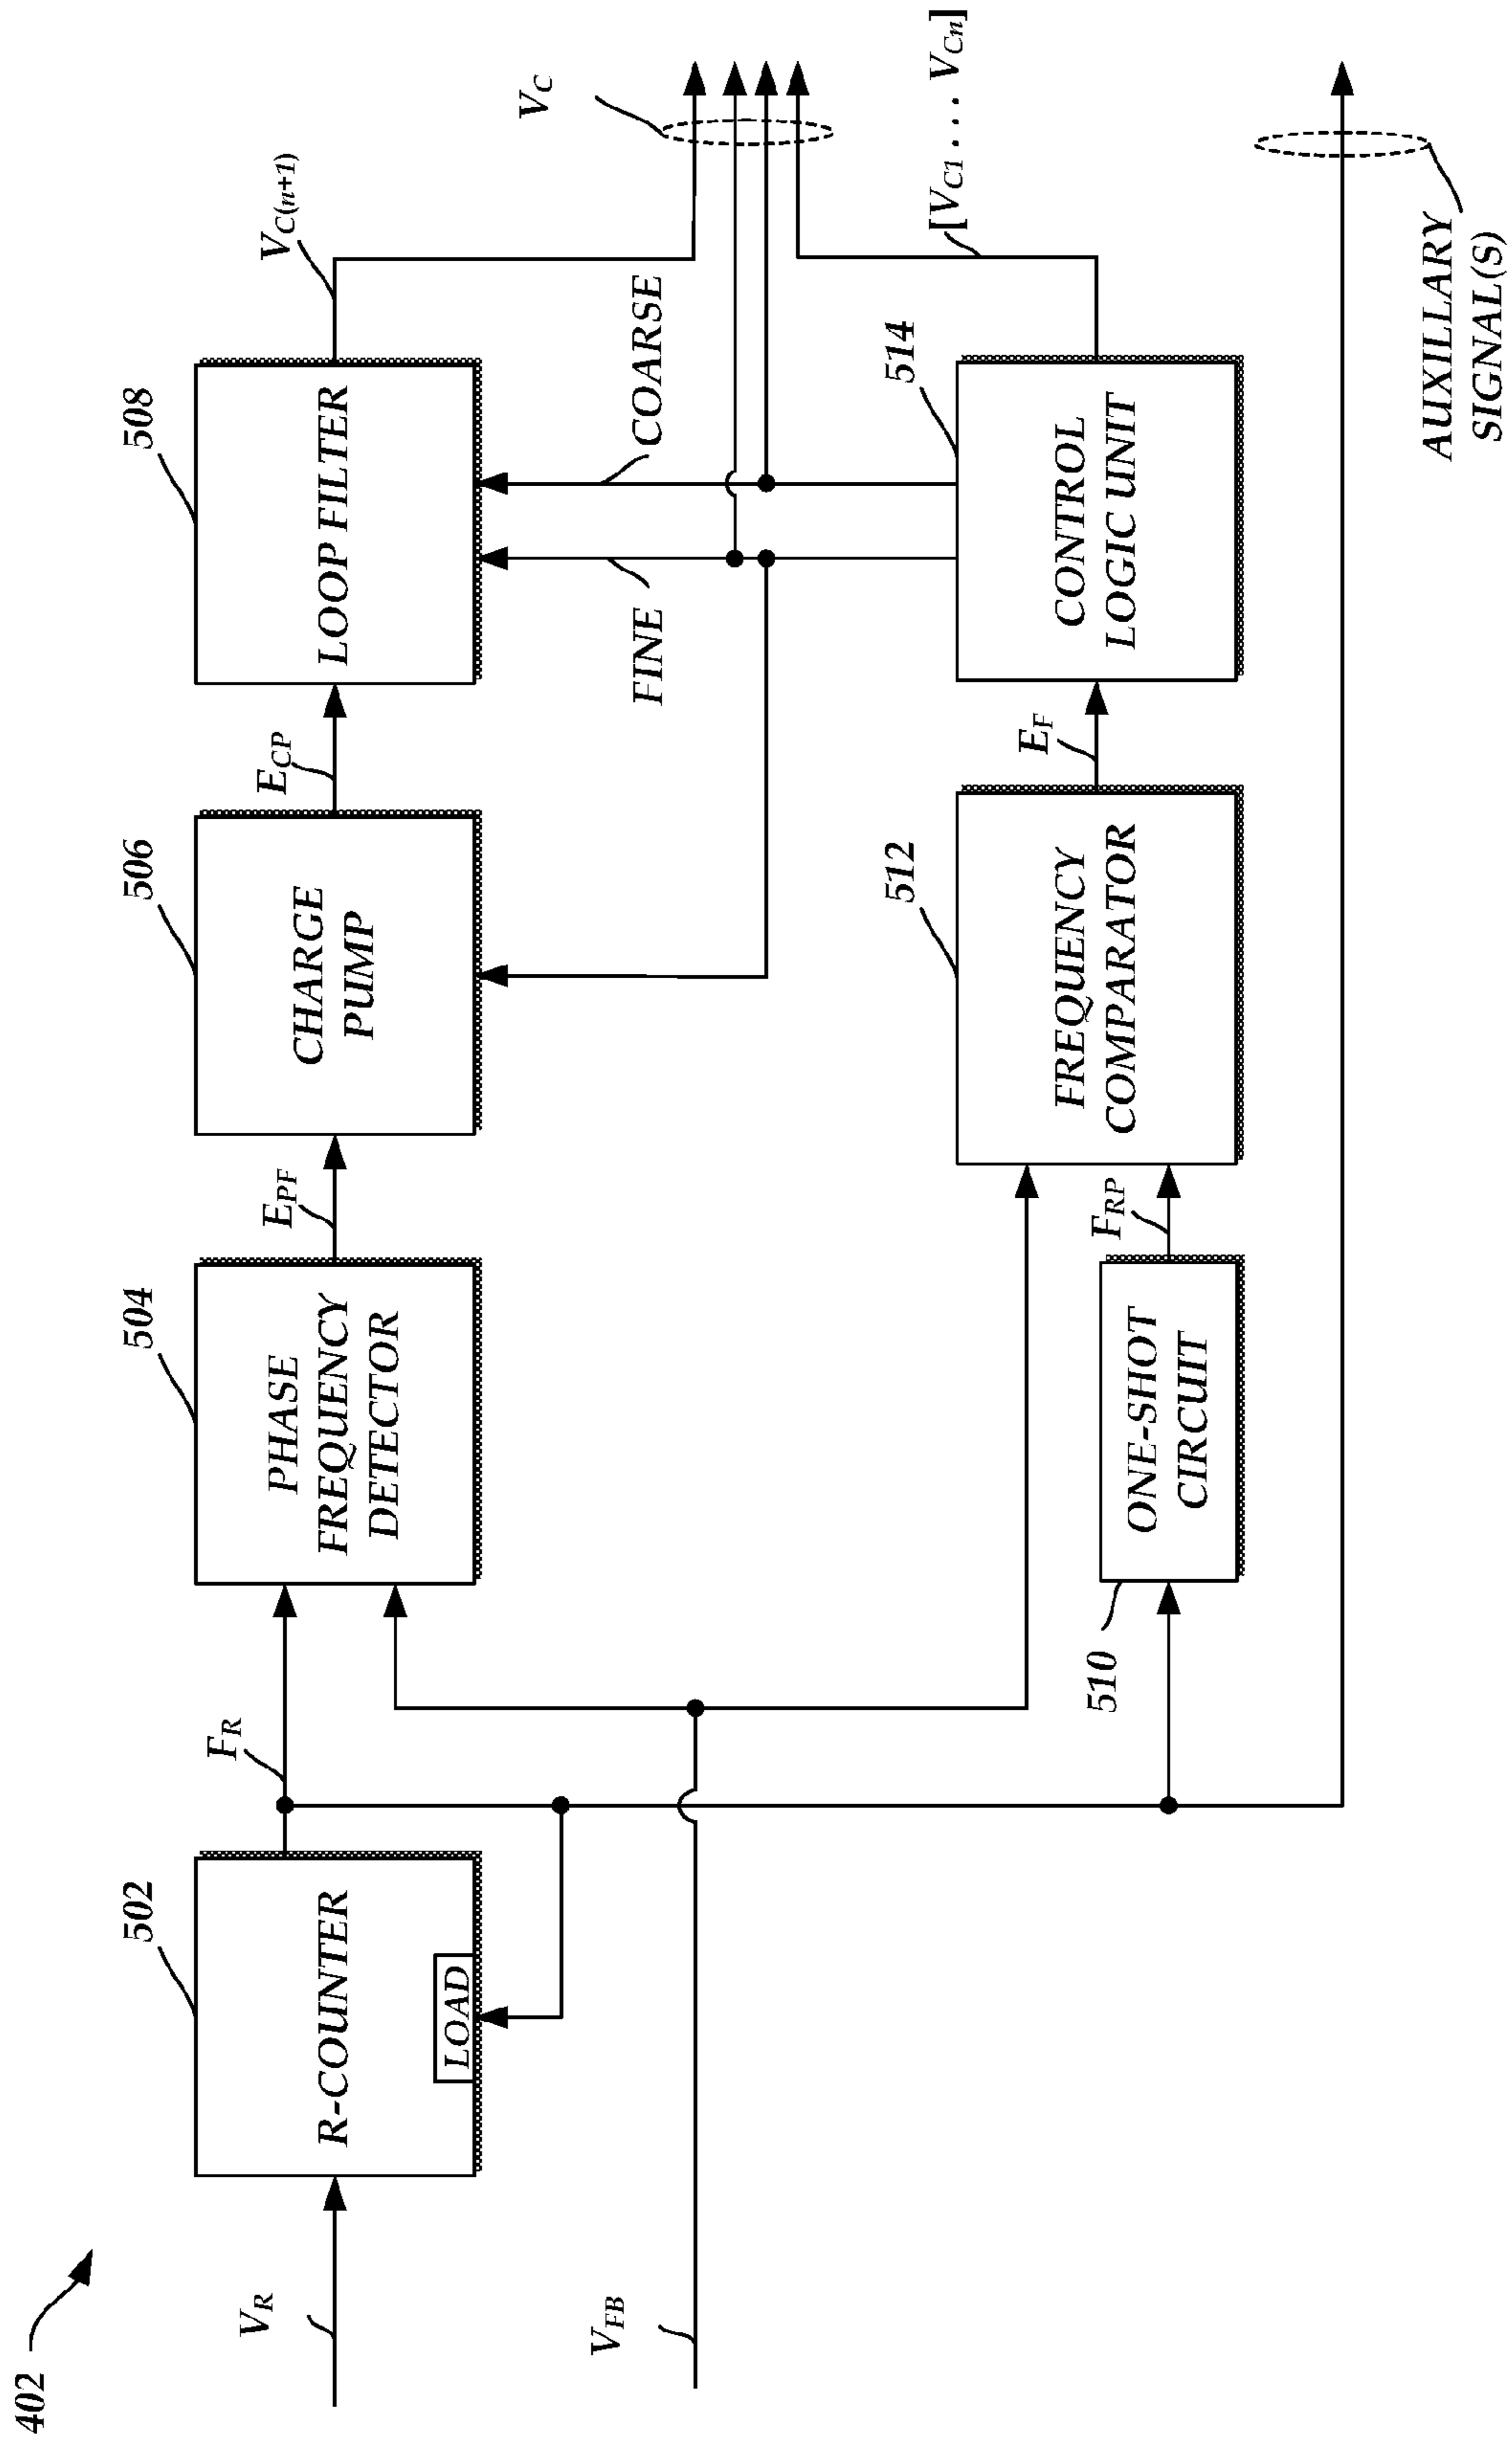 402
502
504
506
508
R-COUNTER
LOAD
PHASE
FREQUENCY
DETECTOR
CHARGE
PUMP
LOOP FILTER
V_R
F_R
E_PF
E_CP
V_C(n+1)
V_FB
FINE
COARSE
V_C
510
512
514
ONE-SHOT
CIRCUIT
FREQUENCY
COMPARATOR
CONTROL
LOGIC UNIT
F_RP
E_F
[V_C1 . . . V_Cn]
AUXILLARY
SIGNAL(S)